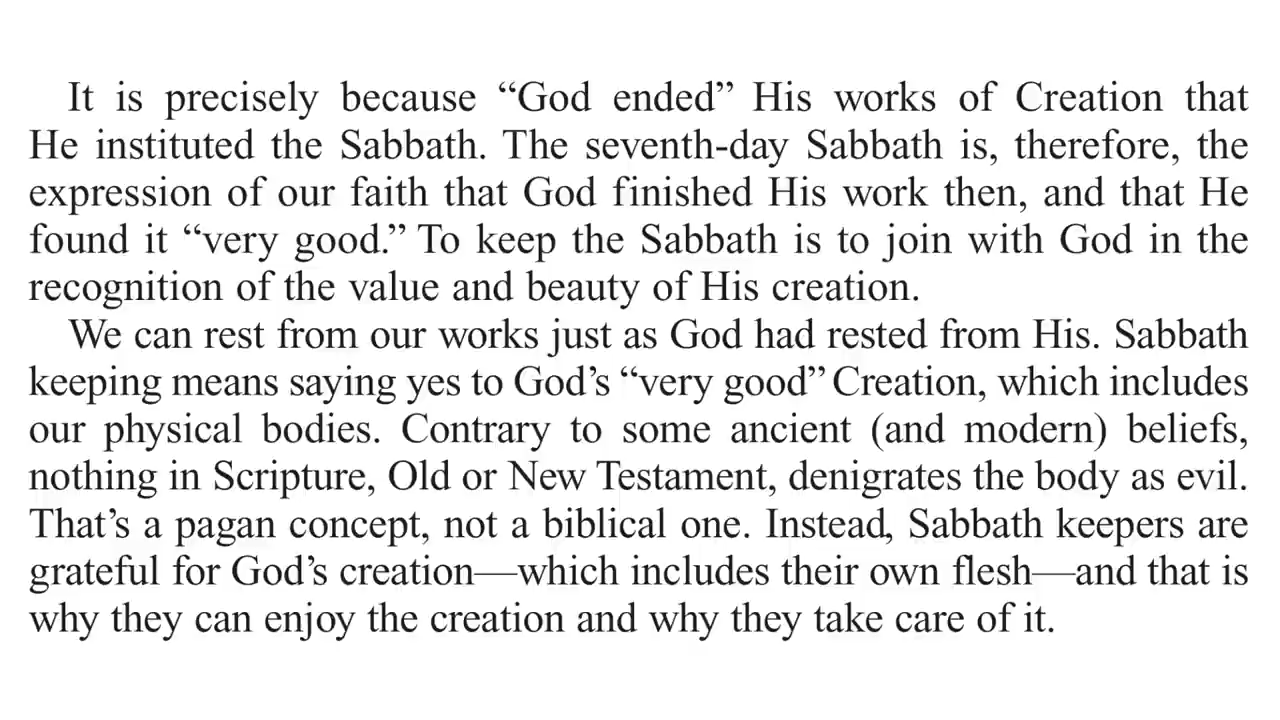 It is precisely because “God ended” His works of Creation that
He instituted the Sabbath. The seventh-day Sabbath is, therefore, the
expression of our faith that God finished His work then, and that He
found it “very good.” To keep the Sabbath is to join with God in the
recognition of the value and beauty of His creation.
We can rest from our works just as God had rested from His. Sabbath
keeping means saying yes to God’s “very good” Creation, which includes
our physical bodies. Contrary to some ancient (and modern) beliefs,
nothing in Scripture, Old or New Testament, denigrates the body as evil.
That’s a pagan concept, not a biblical one. Instead, Sabbath keepers are
grateful for God’s creation—which includes their own flesh—and that is
why they can enjoy the creation and why they take care of it.